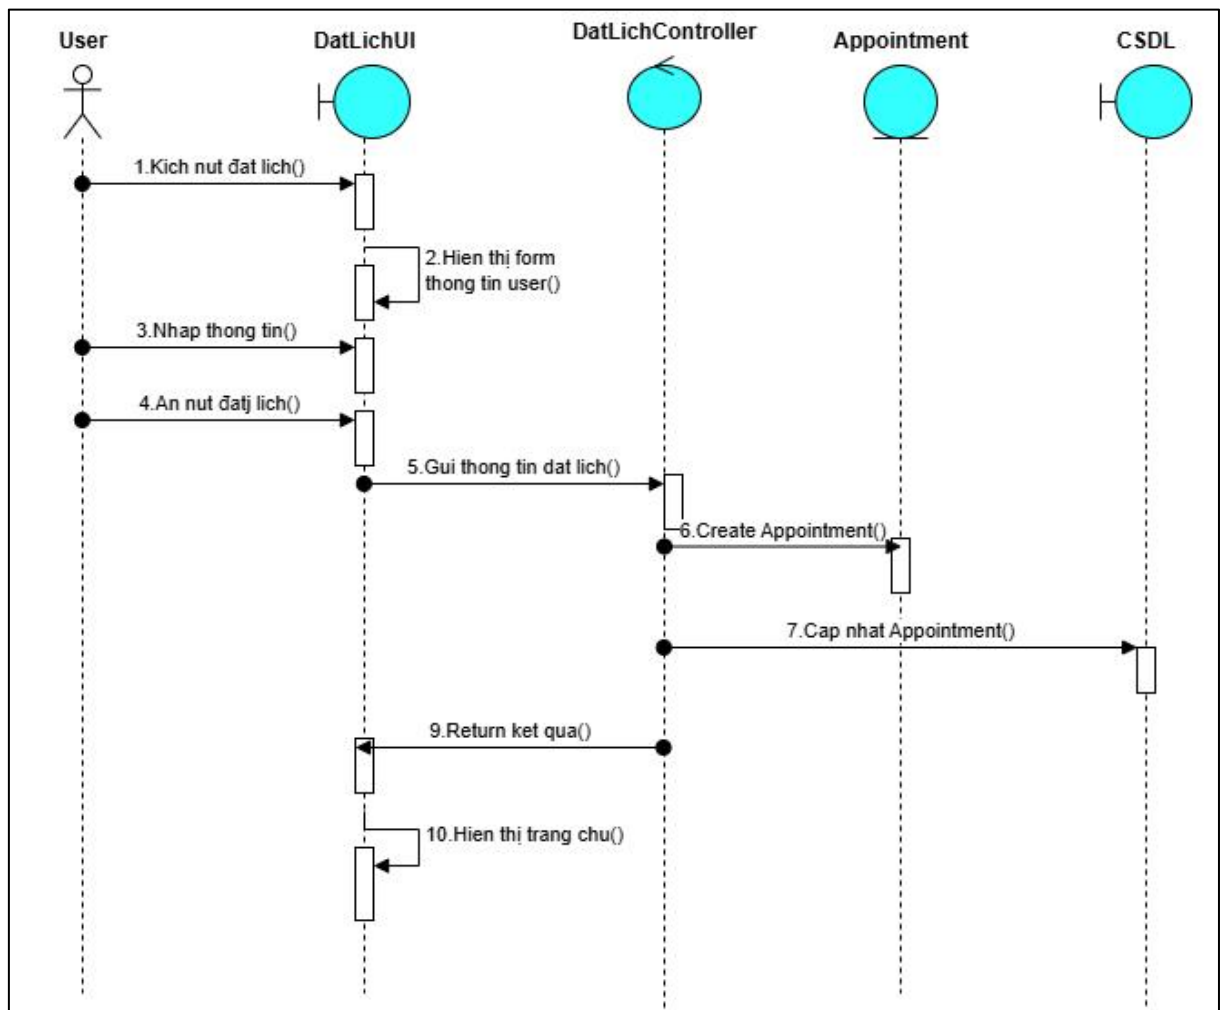 User
DatLichUI
DatLichController
Appointment
CSDL
1.Kich nut đat lich()
2.Hien thị form
thong tin user()
3.Nhap thong tin()
4.An nut đatj lich()
5.Gui thong tin dat lich()
6.Create Appointment()
7.Cap nhat Appointment()
9.Return ket qua()
10.Hien thị trang chu()